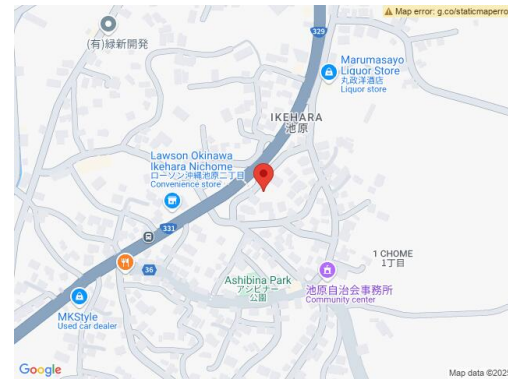 Map error: g.co/staticmaperro
(有)緑新開発
329
Marumasayo
Liquor Store
丸政洋酒店
Liquor store
IKEHARA
池原
Lawson Okinawa
Ikehara Nichome
ローソン沖縄池原二丁目
Convenience store
331
36
1 CHOME
1丁目
Ashibina Park
アシビナー
公園
池原自治会事務所
Community center
MKStyle
Used car dealer
Google
Map data ©2025